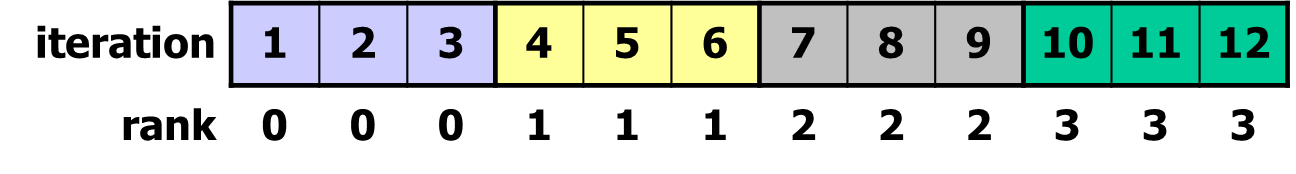 iteration 1 2 3 4 5 6 7 8 9 10 11 12
rank 0 0 0 1 1 1 2 2 2 3 3 3